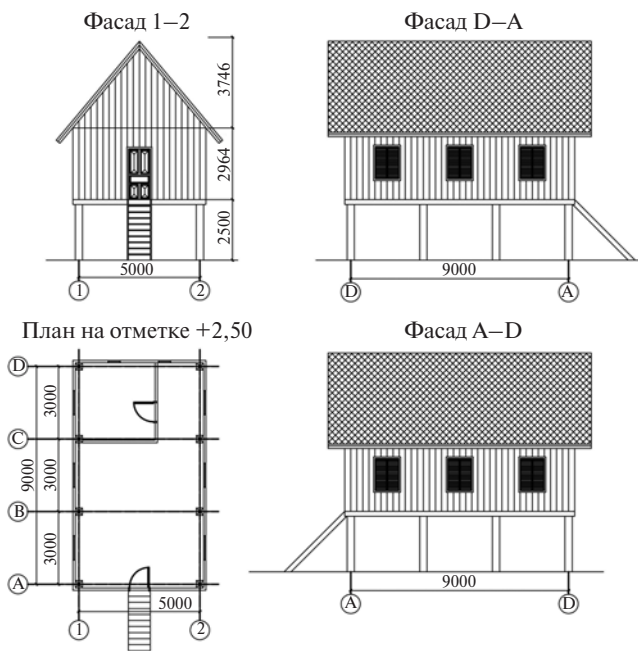 Фасад 1–2
3746
2964
2500
5000
1
2
Фасад D–A
9000
D
A
План на отметке +2,50
D
C
B
A
9000
3000
3000
3000
5000
1
2
Фасад A–D
9000
A
D